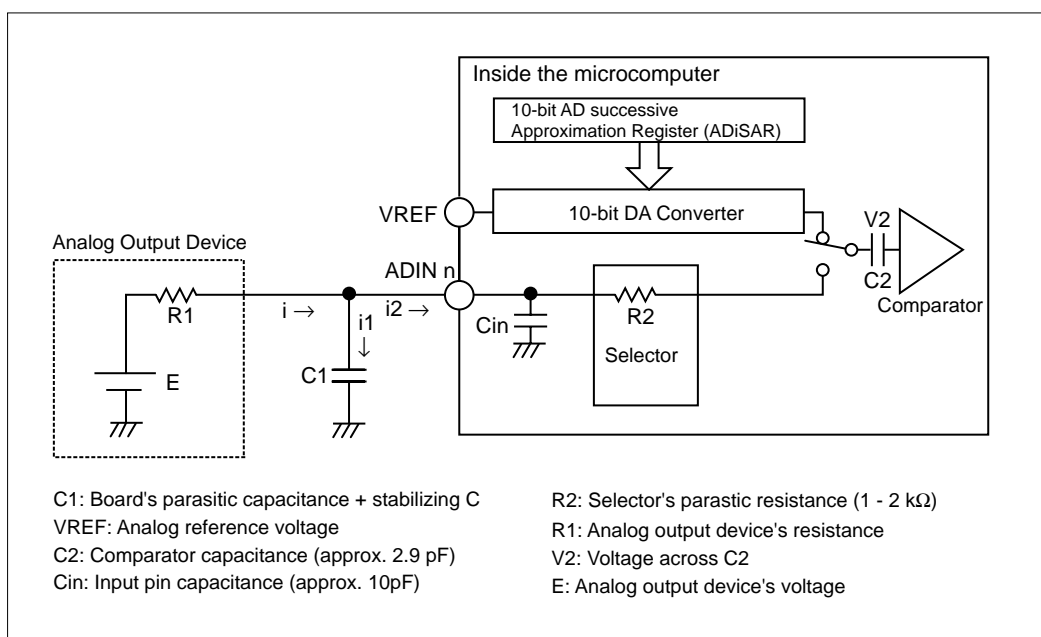 Inside the microcomputer
10-bit AD successive
Approximation Register (ADiSAR)
VREF
10-bit DA Converter
V2
C2
Comparator
Analog Output Device
ADIN n
R1
i →
i1
↓
i2 →
Cin
R2
Selector
E
C1
C1: Board's parasitic capacitance + stabilizing C
VREF: Analog reference voltage
C2: Comparator capacitance (approx. 2.9 pF)
Cin: Input pin capacitance (approx. 10pF)
R2: Selector's parastic resistance (1 - 2 kΩ)
R1: Analog output device's resistance
V2: Voltage across C2
E: Analog output device's voltage